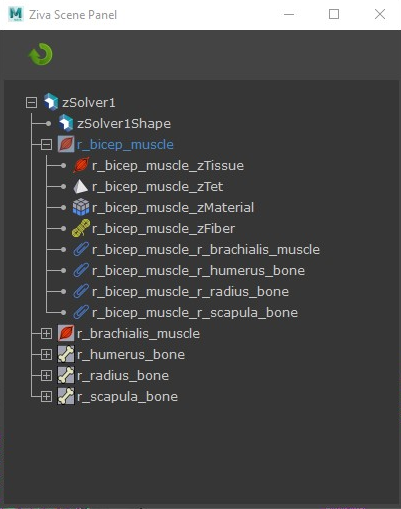 Ziva Scene Panel
zSolver1
zSolver1Shape
r_bicep_muscle
r_bicep_muscle_zTissue
r_bicep_muscle_zTet
r_bicep_muscle_zMaterial
r_bicep_muscle_zFiber
r_bicep_muscle_r_brachialis_muscle
r_bicep_muscle_r_humerus_bone
r_bicep_muscle_r_radius_bone
r_bicep_muscle_r_scapula_bone
r_brachialis_muscle
r_humerus_bone
r_radius_bone
r_scapula_bone